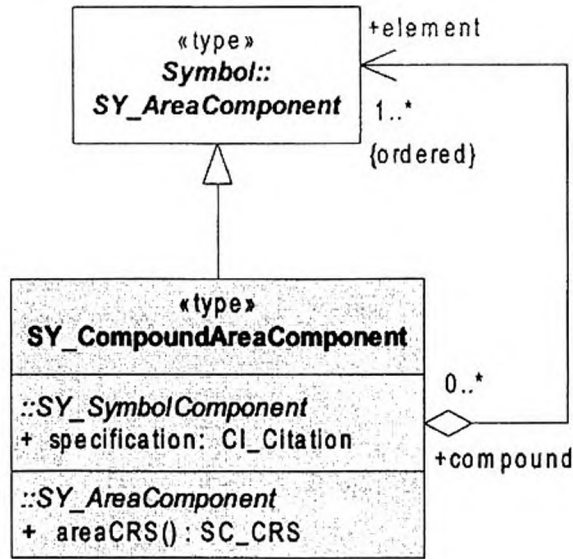 «type»
Symbol::
SY_AreaComponent
+element
1..*
{ordered}
«type»
SY_CompoundAreaComponent
::SY_SymbolComponent
+ specification: CI_Citation
::SY_AreaComponent
+ areaCRS() : SC_CRS
0..*
+compound